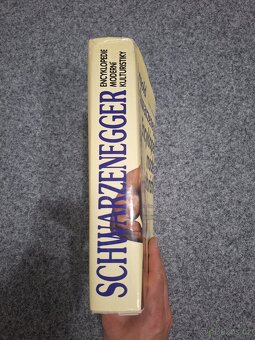 SCHWARZENEGGER
ENCYKLOPEDIE
MODERNÍ
KULTURISTIKY